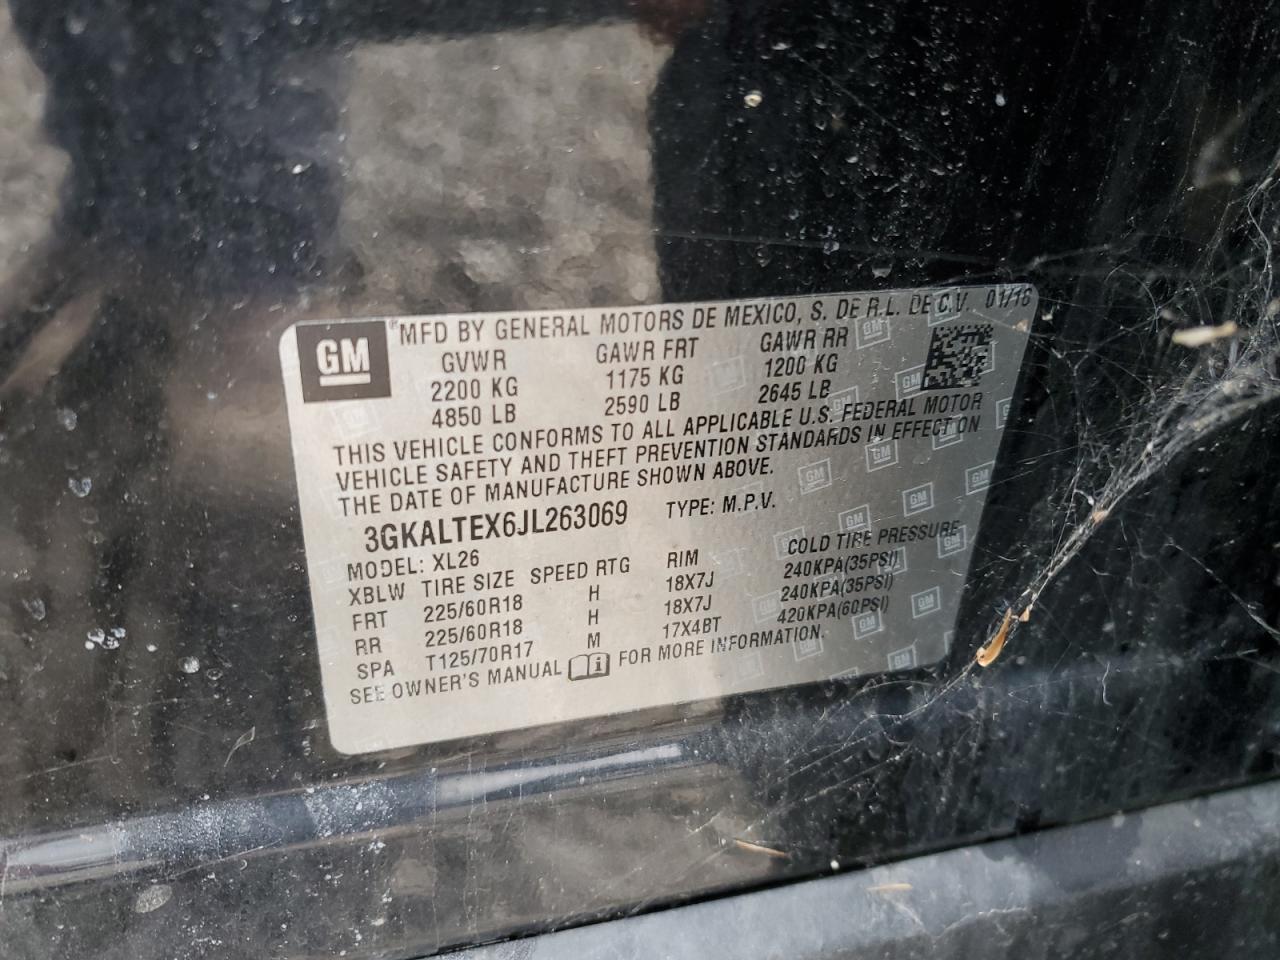 GM
®MFD BY GENERAL MOTORS DE MEXICO, S. DE R.L. DE C.V. 01/18
GVWR GAWR FRT GAWR RR
2200 KG 1175 KG 1200 KG
4850 LB 2590 LB 2645 LB
THIS VEHICLE CONFORMS TO ALL APPLICABLE U.S. FEDERAL MOTOR
VEHICLE SAFETY AND THEFT PREVENTION STANDARDS IN EFFECT ON
THE DATE OF MANUFACTURE SHOWN ABOVE.
3GKALTEX6JL263069 TYPE: M.P.V.
MODEL: XL26
XBLW TIRE SIZE SPEED RTG RIM COLD TIRE PRESSURE
FRT 225/60R18 H 18X7J 240KPA(35PSI)
RR 225/60R18 H 18X7J 240KPA(35PSI)
SPA T125/70R17 M 17X4BT 420KPA(60PSI)
SEE OWNER'S MANUAL i FOR MORE INFORMATION.